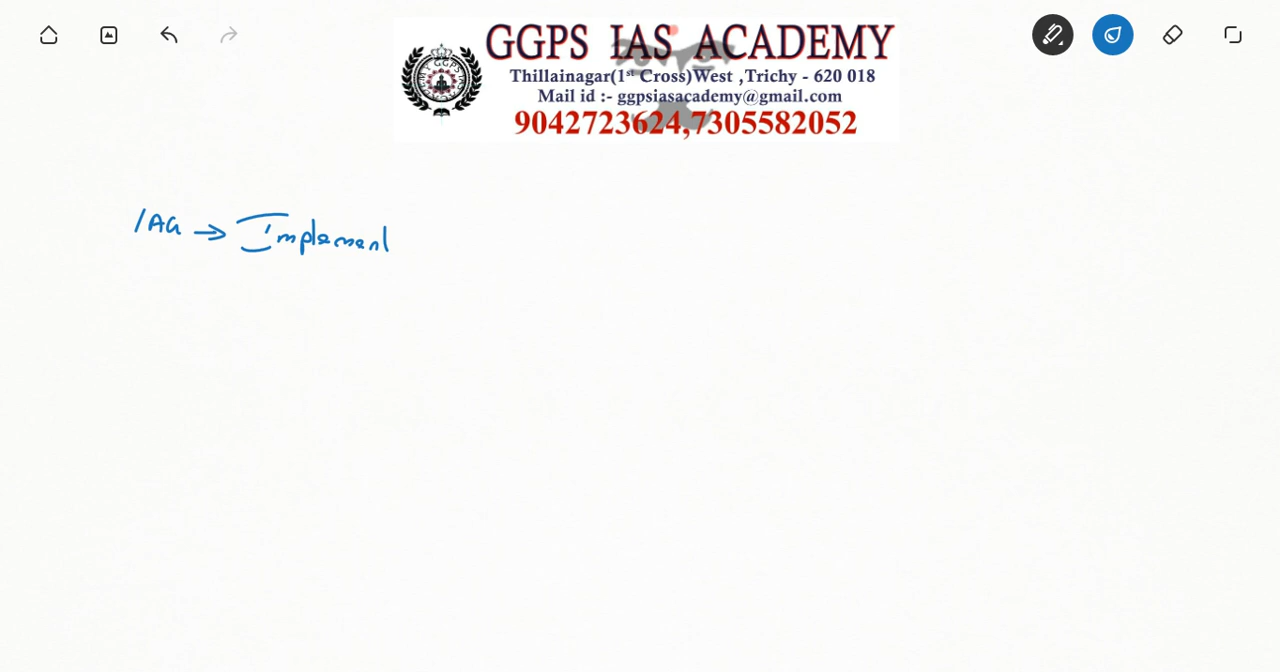 GGPS IAS ACADEMY
Thillainagar(1st Cross)West ,Trichy - 620 018
Mail id :- ggpsiasacademy@gmail.com
9042723624,7305582052
IAG → Implement